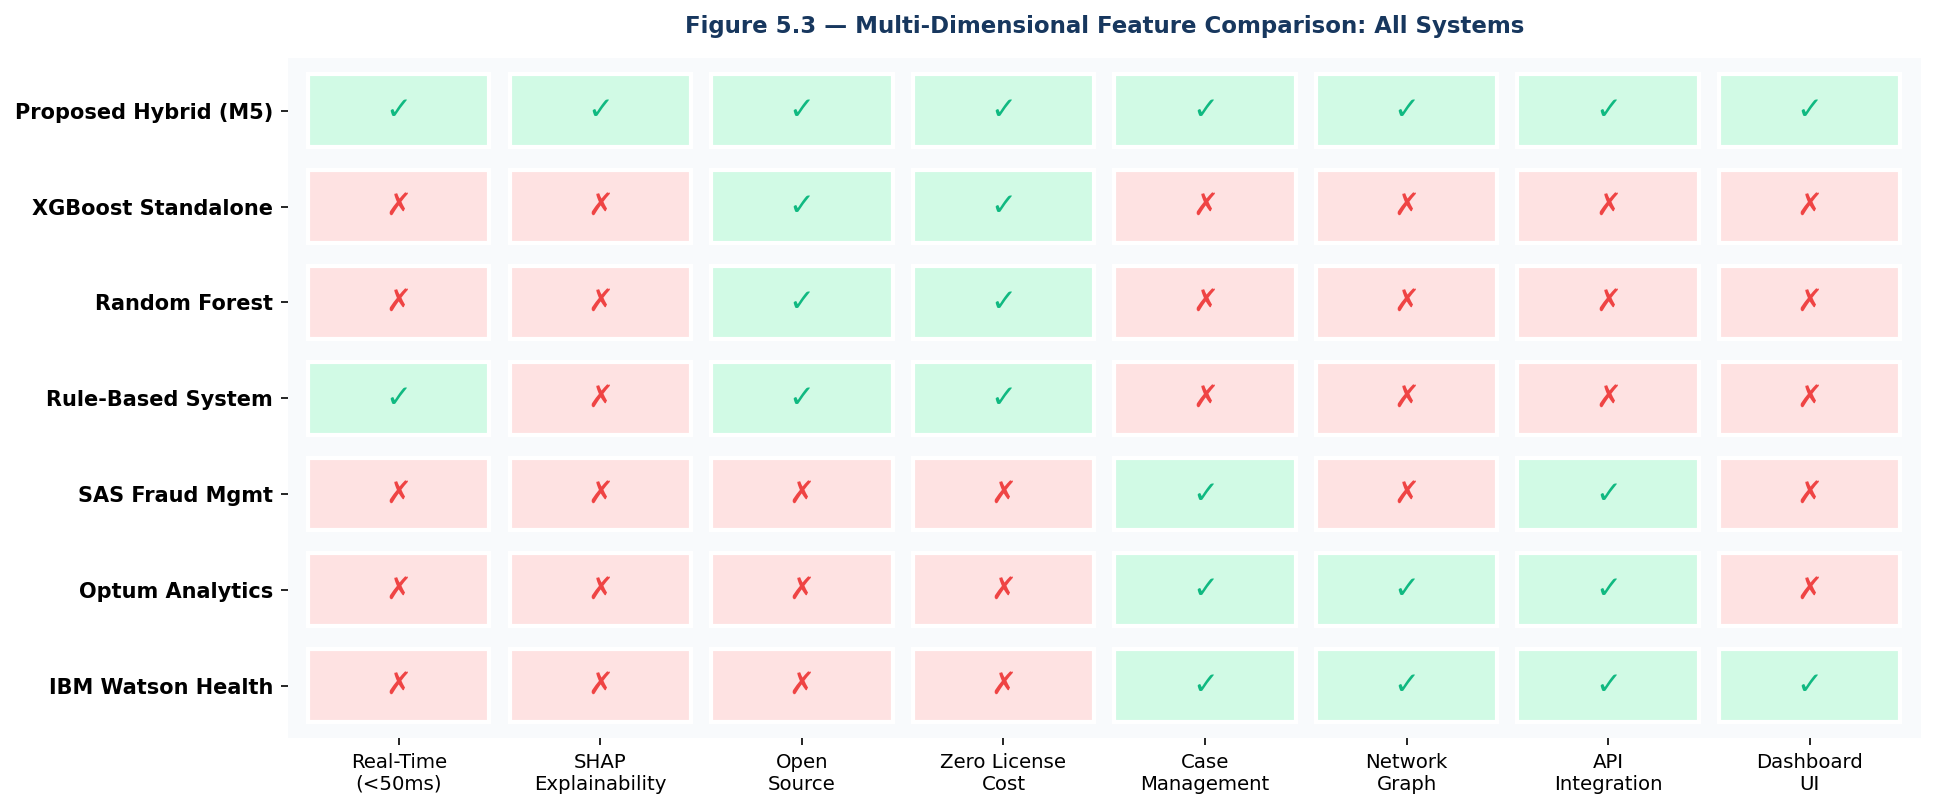 Figure 5.3 — Multi-Dimensional Feature Comparison: All Systems
Proposed Hybrid (M5) ✓ ✓ ✓ ✓ ✓ ✓ ✓ ✓
XGBoost Standalone ✗ ✗ ✓ ✓ ✗ ✗ ✗ ✗
Random Forest ✗ ✗ ✓ ✓ ✗ ✗ ✗ ✗
Rule-Based System ✓ ✗ ✓ ✓ ✗ ✗ ✗ ✗
SAS Fraud Mgmt ✗ ✗ ✗ ✗ ✓ ✗ ✓ ✗
Optum Analytics ✗ ✗ ✗ ✗ ✓ ✓ ✓ ✗
IBM Watson Health ✗ ✗ ✗ ✗ ✓ ✓ ✓ ✓
Real-Time
(<50ms)
SHAP
Explainability
Open
Source
Zero License
Cost
Case
Management
Network
Graph
API
Integration
Dashboard
UI